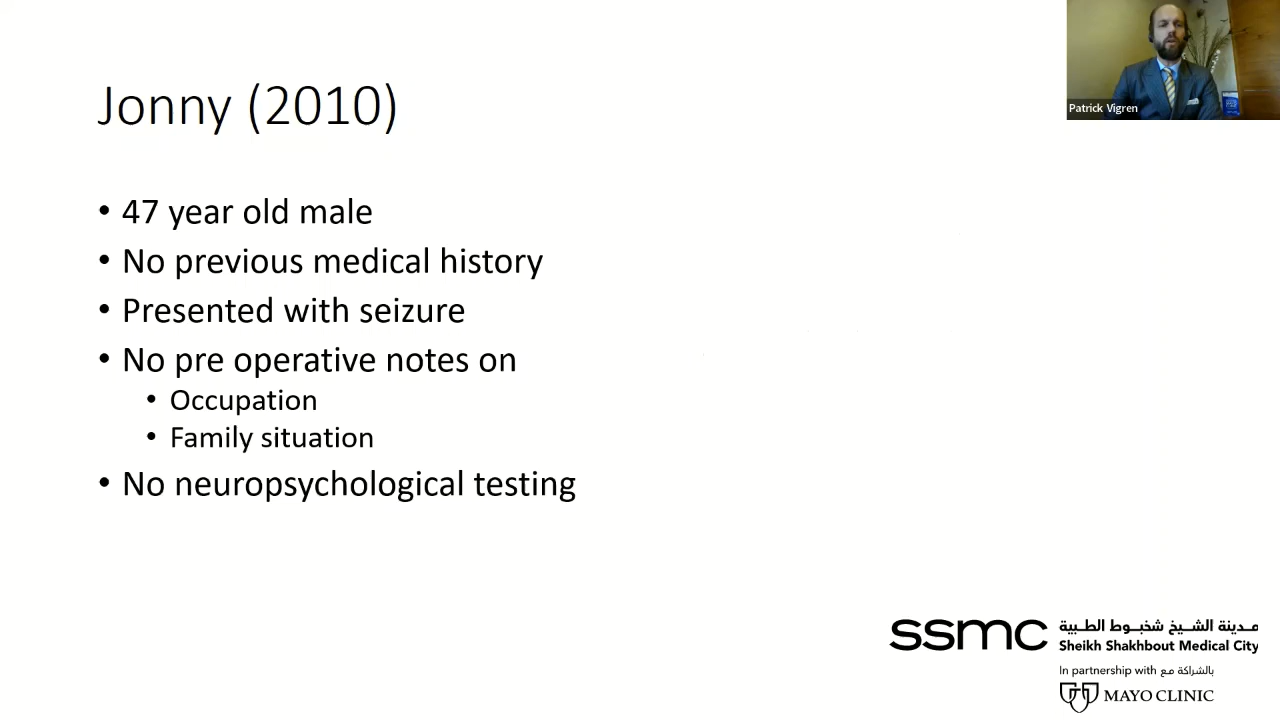 Patrick Vigren
Jonny (2010)
• 47 year old male
• No previous medical history
• Presented with seizure
• No pre operative notes on
• Occupation
• Family situation
• No neuropsychological testing
ssmc
مدينة الشيخ شخبوط الطبية
Sheikh Shakhbout Medical City
In partnership with بالشراكة مع
MAYO CLINIC